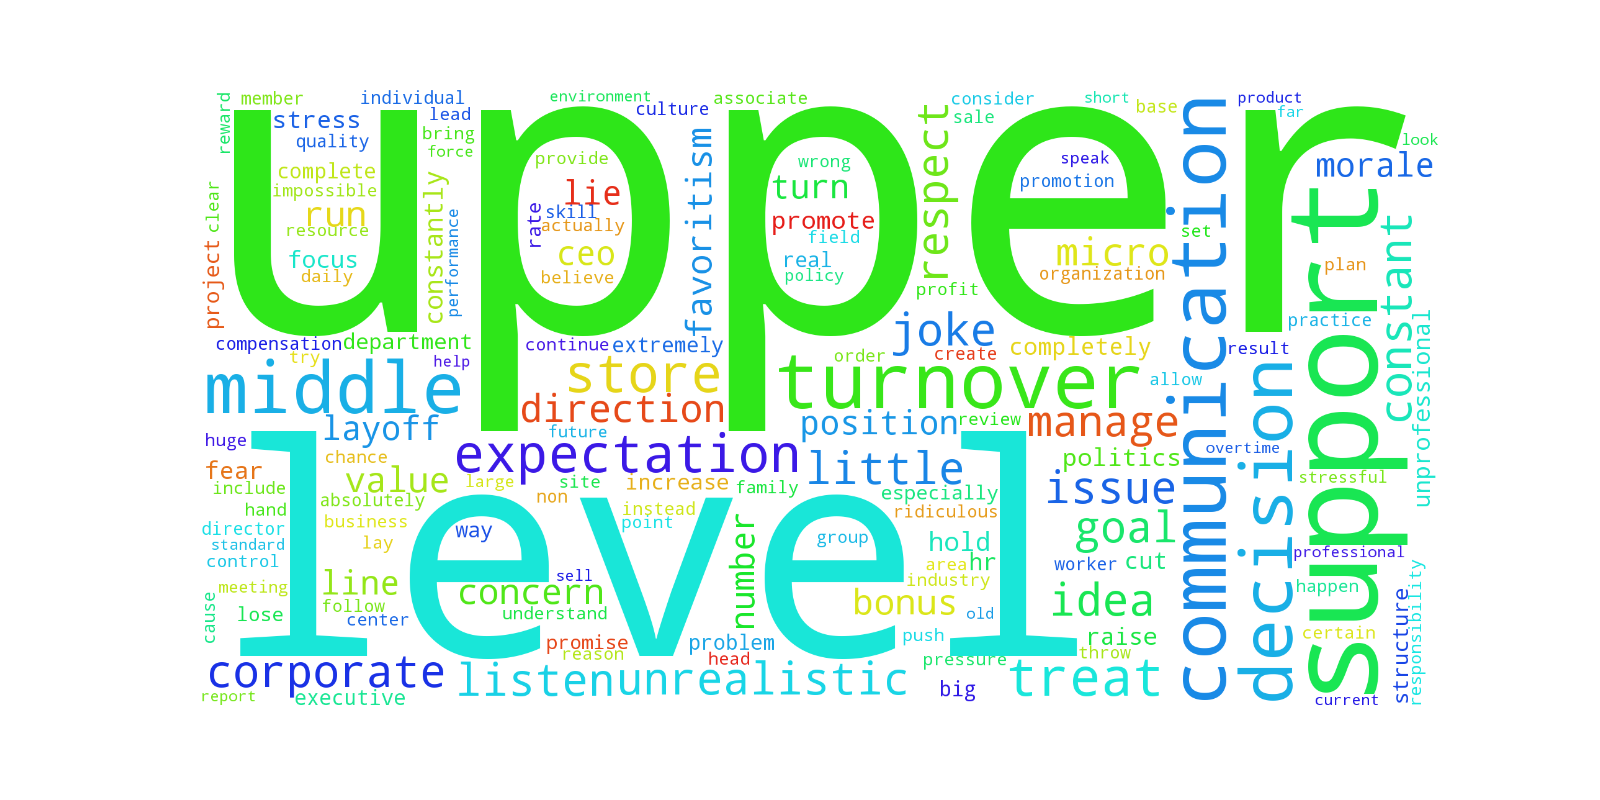 upper
level
support
communication
turnover
decision
middle
expectation
corporate
listen
unrealistic
treat
issue
idea
goal
little
store
joke
direction
manage
position
layoff
value
respect
favoritism
constant
constantly
morale
micro
ceo
lie
turn
promote
run
stress
focus
line
concern
number
bonus
hold
hr
raise
cut
politics
fear
department
extremely
completely
increase
member
individual
environment
associate
consider
short
base
product
far
look
reward
lead
culture
sale
quality
bring
force
provide
wrong
speak
promotion
complete
impossible
resource
daily
clear
project
performance
rate
skill
actually
believe
field
real
policy
organization
profit
set
plan
practice
result
compensation
try
help
continue
order
create
allow
review
unprofessional
future
huge
chance
include
absolutely
hand
business
director
standard
lay
control
meeting
way
large
site
non
instead
point
family
especially
ridiculous
group
area
industry
overtime
stressful
professional
worker
happen
responsibility
structure
certain
current
cause
lose
follow
center
sell
understand
promise
reason
problem
head
push
old
pressure
throw
big
report
executive